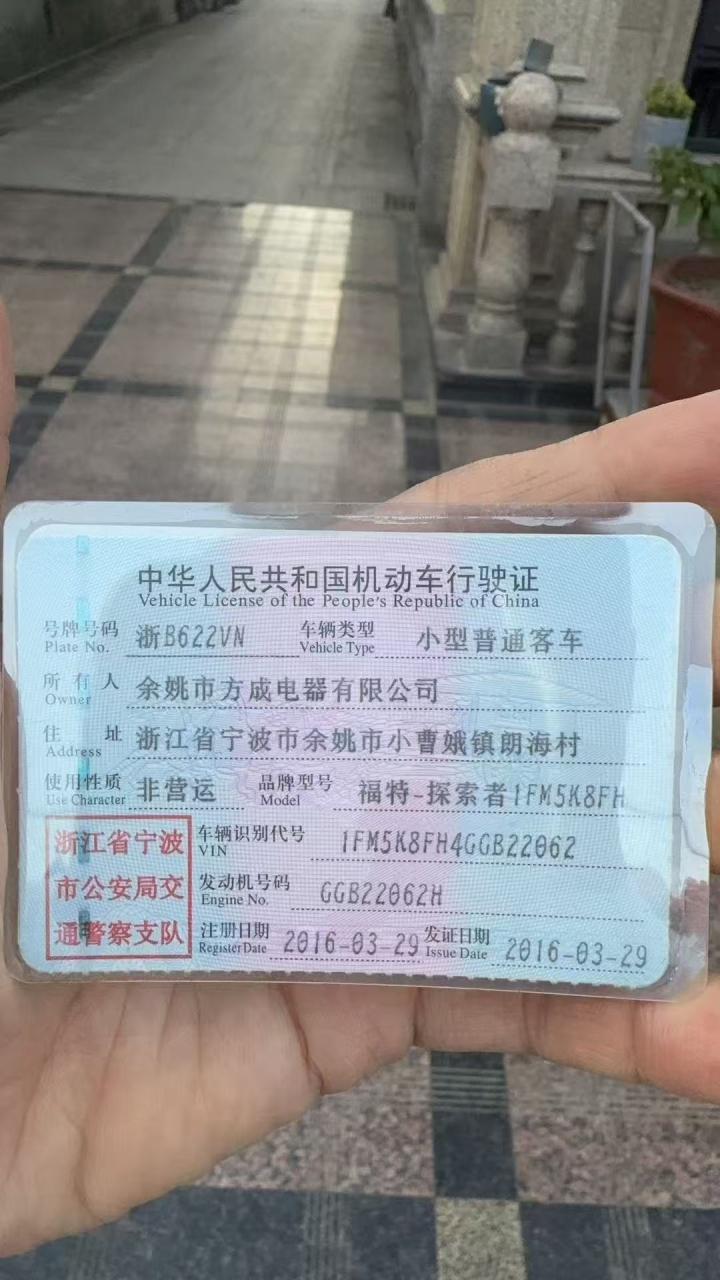 中华人民共和国机动车行驶证
Vehicle License of the People's Republic of China
号牌号码 浙B622VN 车辆类型 小型普通客车
Plate No. Vehicle Type
所有人 余姚市方成电器有限公司
Owner
住址 浙江省宁波市余姚市小曹娥镇朗海村
Address
使用性质 非营运 品牌型号 福特-探索者1FM5K8FH
Use Character Model
浙江省宁波 车辆识别代号 1FM5K8FH4GGB22062
VIN
市公安局交 发动机号码 GGB22062H
Engine No.
通警察支队 注册日期 2016-03-29 发证日期 2016-03-29
Register Date Issue Date